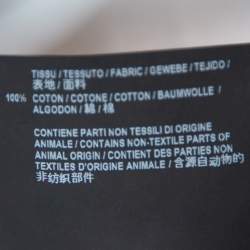 TISSU / TESSUTO / FABRIC / GEWEBE / TEJIDO /
表地 / 面料
100% COTON / COTONE / COTTON / BAUMWOLLE /
ALGODON / 綿 / 棉
CONTIENE PARTI NON TESSILI DI ORIGINE
ANIMALE / CONTAINS NON-TEXTILE PARTS OF
ANIMAL ORIGIN / CONTIENT DES PARTIES NON
TEXTILES D'ORIGINE ANIMALE / 含源自动物的
非纺织部件